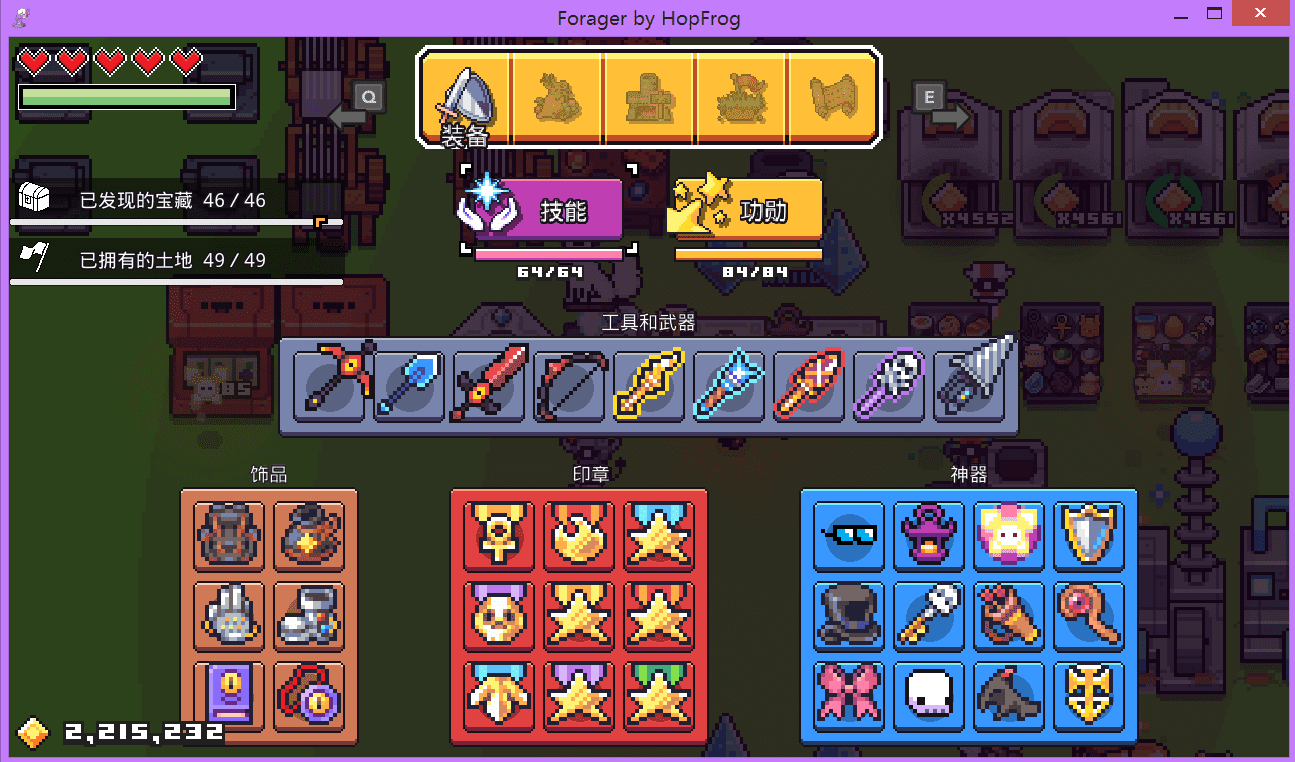 Forager by HopFrog
Q
E
装备
已发现的宝藏 46 / 46
已拥有的土地 49 / 49
技能
功勋
64/64
84/84
X4552
X4561
X4561
工具和武器
85
饰品
印章
神器
2,215,232